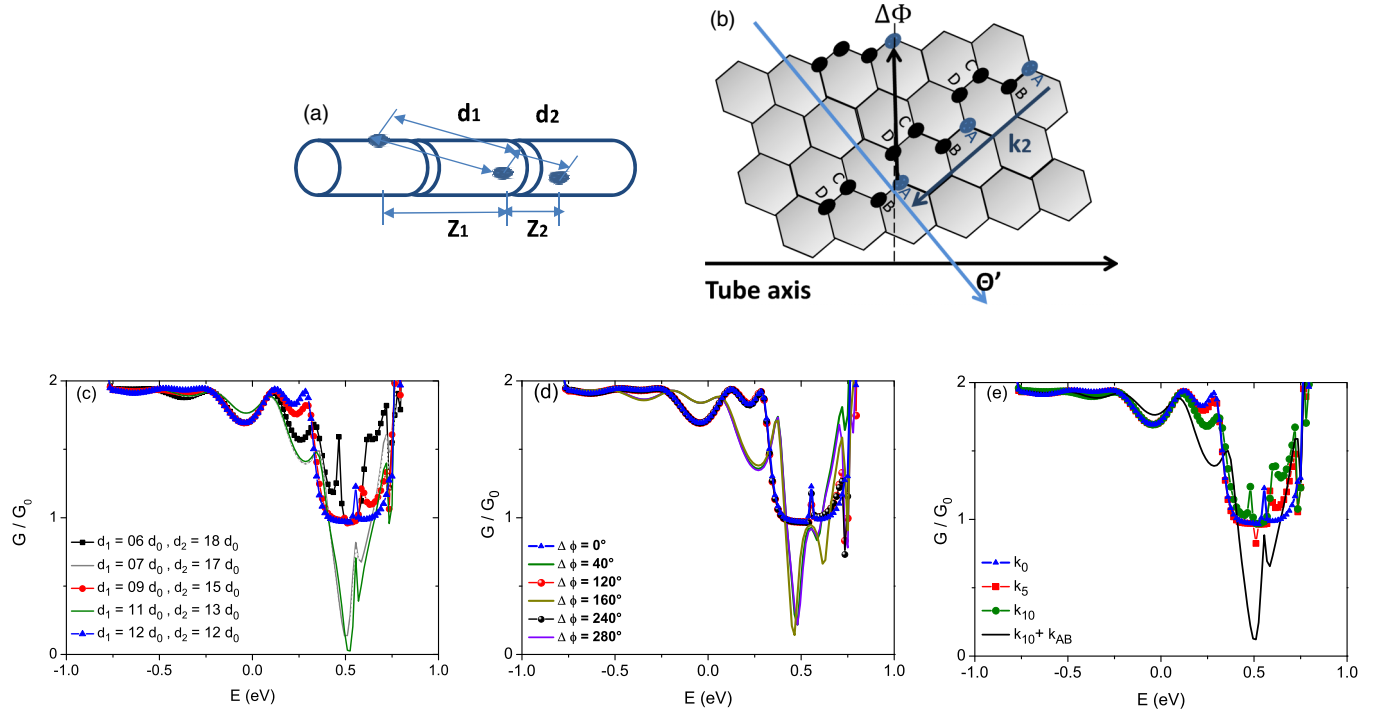 (a)
d1
d2
Z1
Z2
(b)
ΔΦ
C
D
A
B
C
D
A
B
k2
C
D
A
B
Θ'
Tube axis
(c)
G / G0
2
1
0
-1.0
-0.5
0.0
0.5
1.0
E (eV)
d1 = 06 d0 , d2 = 18 d0
d1 = 07 d0 , d2 = 17 d0
d1 = 09 d0 , d2 = 15 d0
d1 = 11 d0 , d2 = 13 d0
d1 = 12 d0 , d2 = 12 d0
(d)
G / G0
2
1
0
-1.0
-0.5
0.0
0.5
1.0
E (eV)
Δ ϕ = 0°
Δ ϕ = 40°
Δ ϕ = 120°
Δ ϕ = 160°
Δ ϕ = 240°
Δ ϕ = 280°
(e)
G / G0
2
1
0
-1.0
-0.5
0.0
0.5
1.0
E (eV)
k0
k5
k10
k10+ kAB